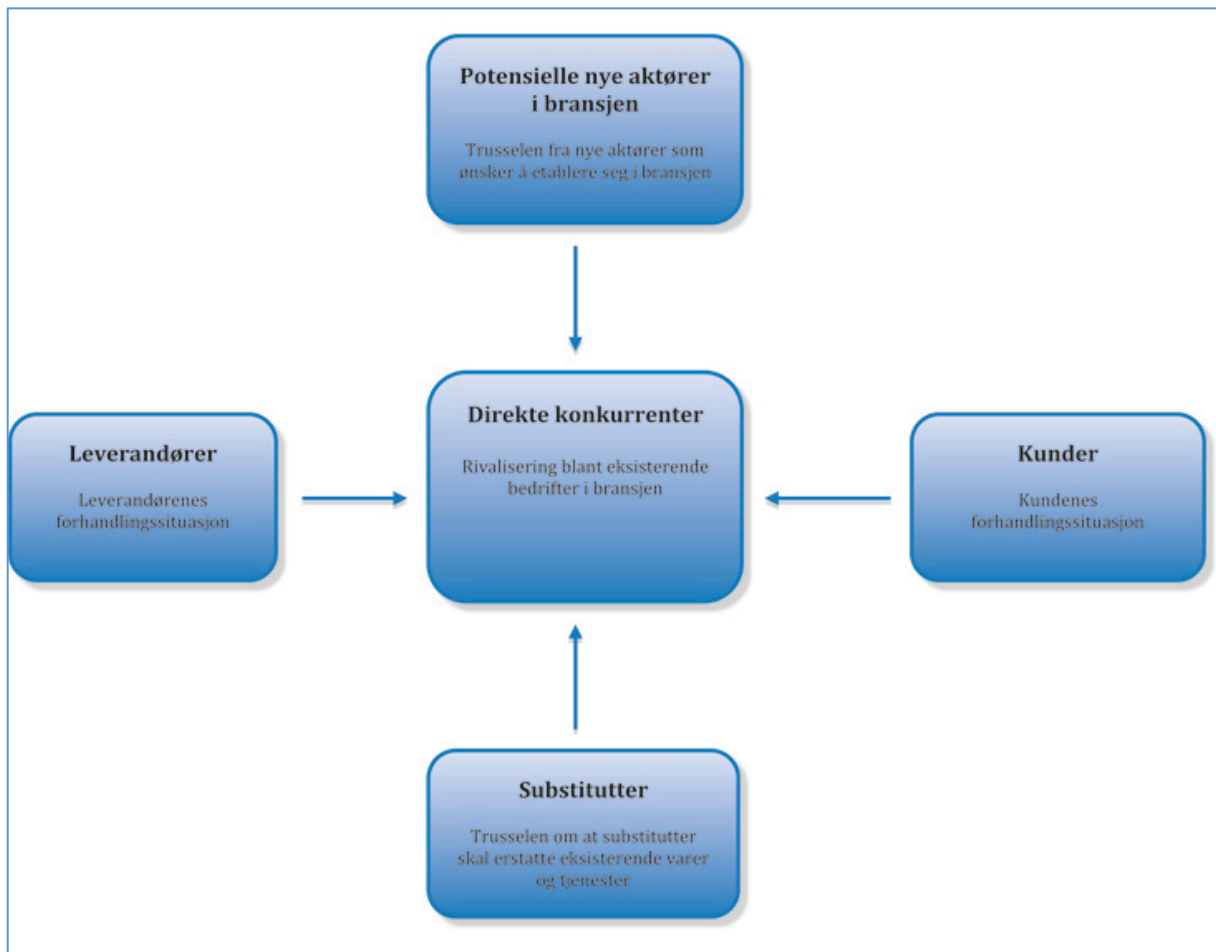 Potensielle nye aktører
i bransjen
Trusselen fra nye aktører som
ønsker å etablere seg i bransjen
Leverandører
Leverandørenes
forhandlingssituasjon
Direkte konkurrenter
Rivalisering blant eksisterende
bedrifter i bransjen
Kunder
Kundenes
forhandlingssituasjon
Substitutter
Trusselen om at substitutter
skal erstatte eksisterende varer
og tjenester